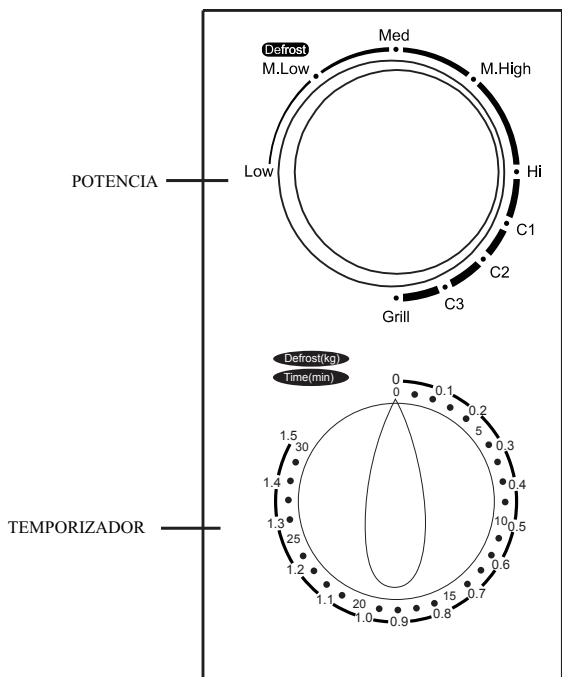 Med
Defrost
M.Low
M.High
Low
Hi
POTENCIA
C1
C2
C3
Grill
Defrost(kg)
Time(min)
0
0
0.1
0.2
5
0.3
0.4
10
0.5
0.6
0.7
15
0.8
0.9
1.0
20
1.1
1.2
25
1.3
1.4
30
1.5
TEMPORIZADOR